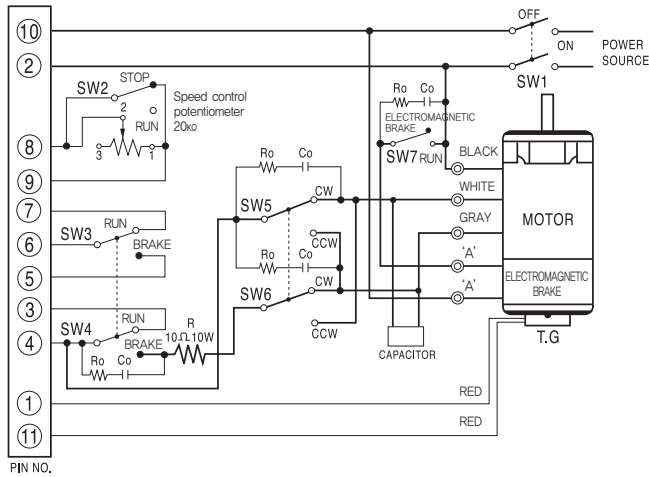 10
OFF
ON
POWER
SOURCE
2
SW1
STOP
SW2
2
RUN
3
1
Speed control
potentiometer
20kΩ
Ro
Co
ELECTROMAGNETIC
BRAKE
SW7 RUN
8
9
BLACK
WHITE
GRAY
'A'
'A'
MOTOR
ELECTROMAGNETIC
BRAKE
T.G
Ro
Co
CW
SW5
CCW
7
6
5
SW3
RUN
BRAKE
Ro
Co
CW
SW6
CCW
3
4
SW4
RUN
BRAKE
R
10Ω 10W
Ro
Co
CAPACITOR
1
RED
11
RED
PIN NO.